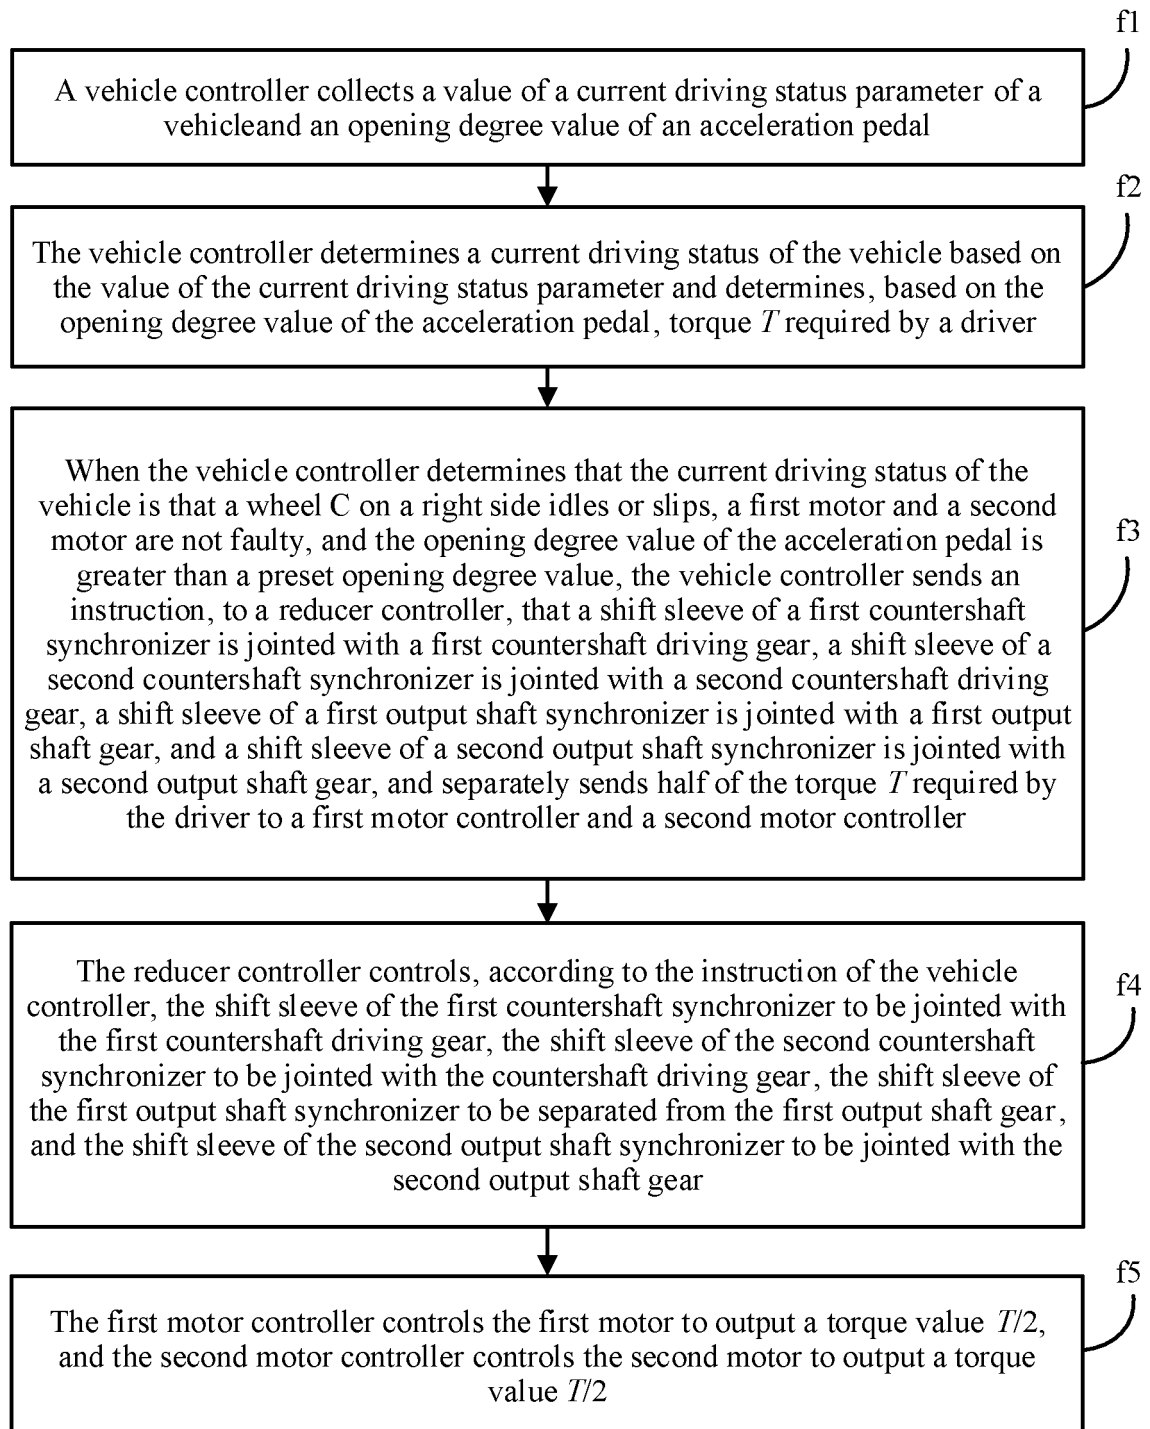 f1
A vehicle controller collects a value of a current driving status parameter of a
vehicleand an opening degree value of an acceleration pedal
f2
The vehicle controller determines a current driving status of the vehicle based on
the value of the current driving status parameter and determines, based on the
opening degree value of the acceleration pedal, torque T required by a driver
f3
When the vehicle controller determines that the current driving status of the
vehicle is that a wheel C on a right side idles or slips, a first motor and a second
motor are not faulty, and the opening degree value of the acceleration pedal is
greater than a preset opening degree value, the vehicle controller sends an
instruction, to a reducer controller, that a shift sleeve of a first countershaft
synchronizer is jointed with a first countershaft driving gear, a shift sleeve of a
second countershaft synchronizer is jointed with a second countershaft driving
gear, a shift sleeve of a first output shaft synchronizer is jointed with a first output
shaft gear, and a shift sleeve of a second output shaft synchronizer is jointed with
a second output shaft gear, and separately sends half of the torque T required by
the driver to a first motor controller and a second motor controller
f4
The reducer controller controls, according to the instruction of the vehicle
controller, the shift sleeve of the first countershaft synchronizer to be jointed with
the first countershaft driving gear, the shift sleeve of the second countershaft
synchronizer to be jointed with the countershaft driving gear, the shift sleeve of
the first output shaft synchronizer to be separated from the first output shaft gear,
and the shift sleeve of the second output shaft synchronizer to be jointed with the
second output shaft gear
f5
The first motor controller controls the first motor to output a torque value T/2,
and the second motor controller controls the second motor to output a torque
value T/2